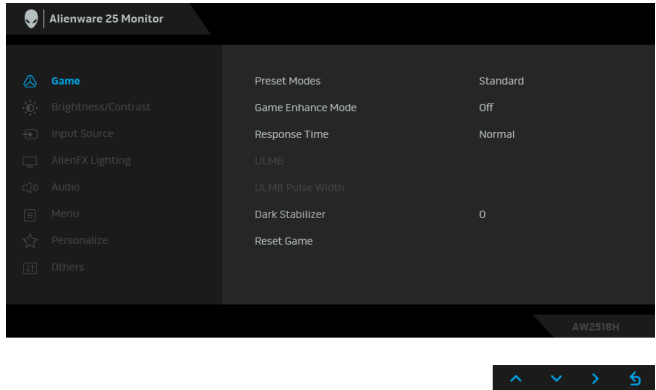 Alienware 25 Monitor
Game
Preset Modes Standard
Brightness/Contrast
Game Enhance Mode Off
Input Source
Response Time Normal
AlienFX Lighting
ULMB
Audio
ULMB Pulse Width
Menu
Dark Stabilizer 0
Personalize
Reset Game
Others
AW2518H